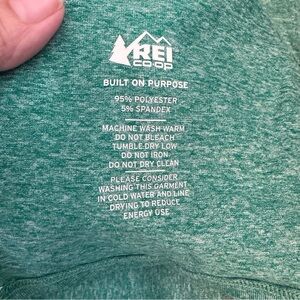 REI
CO·OP
BUILT ON PURPOSE
95% POLYESTER
5% SPANDEX
MACHINE WASH WARM
DO NOT BLEACH
TUMBLE DRY LOW
DO NOT IRON
DO NOT DRY CLEAN
PLEASE CONSIDER
WASHING THIS GARMENT
IN COLD WATER AND LINE
DRYING TO REDUCE
ENERGY USE